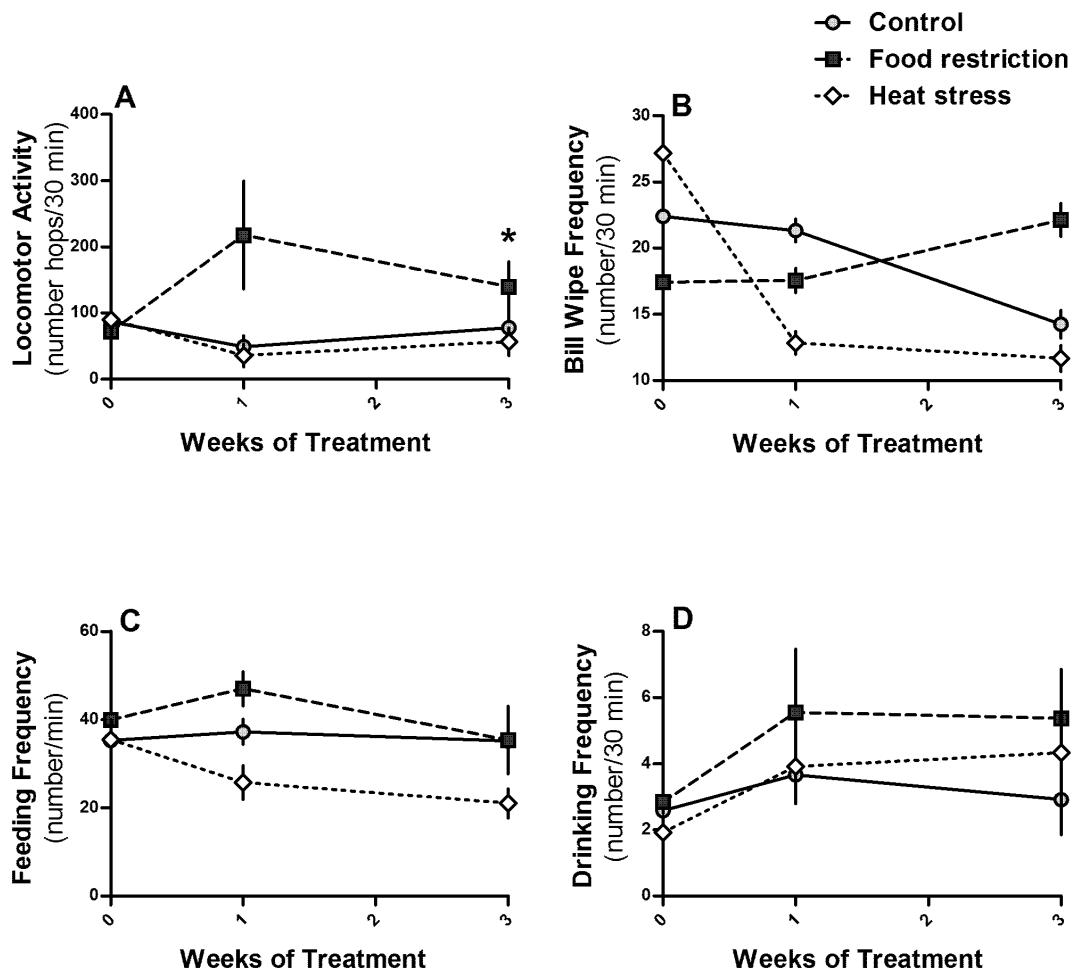 Control
Food restriction
Heat stress
A
400
300
200
100
0
Locomotor Activity
(number hops/30 min)
*
0
1
2
3
Weeks of Treatment
B
30
25
20
15
10
Bill Wipe Frequency
(number/30 min)
0
1
2
3
Weeks of Treatment
C
60
40
20
0
Feeding Frequency
(number/min)
0
1
2
3
Weeks of Treatment
D
8
6
4
2
0
Drinking Frequency
(number/30 min)
0
1
2
3
Weeks of Treatment